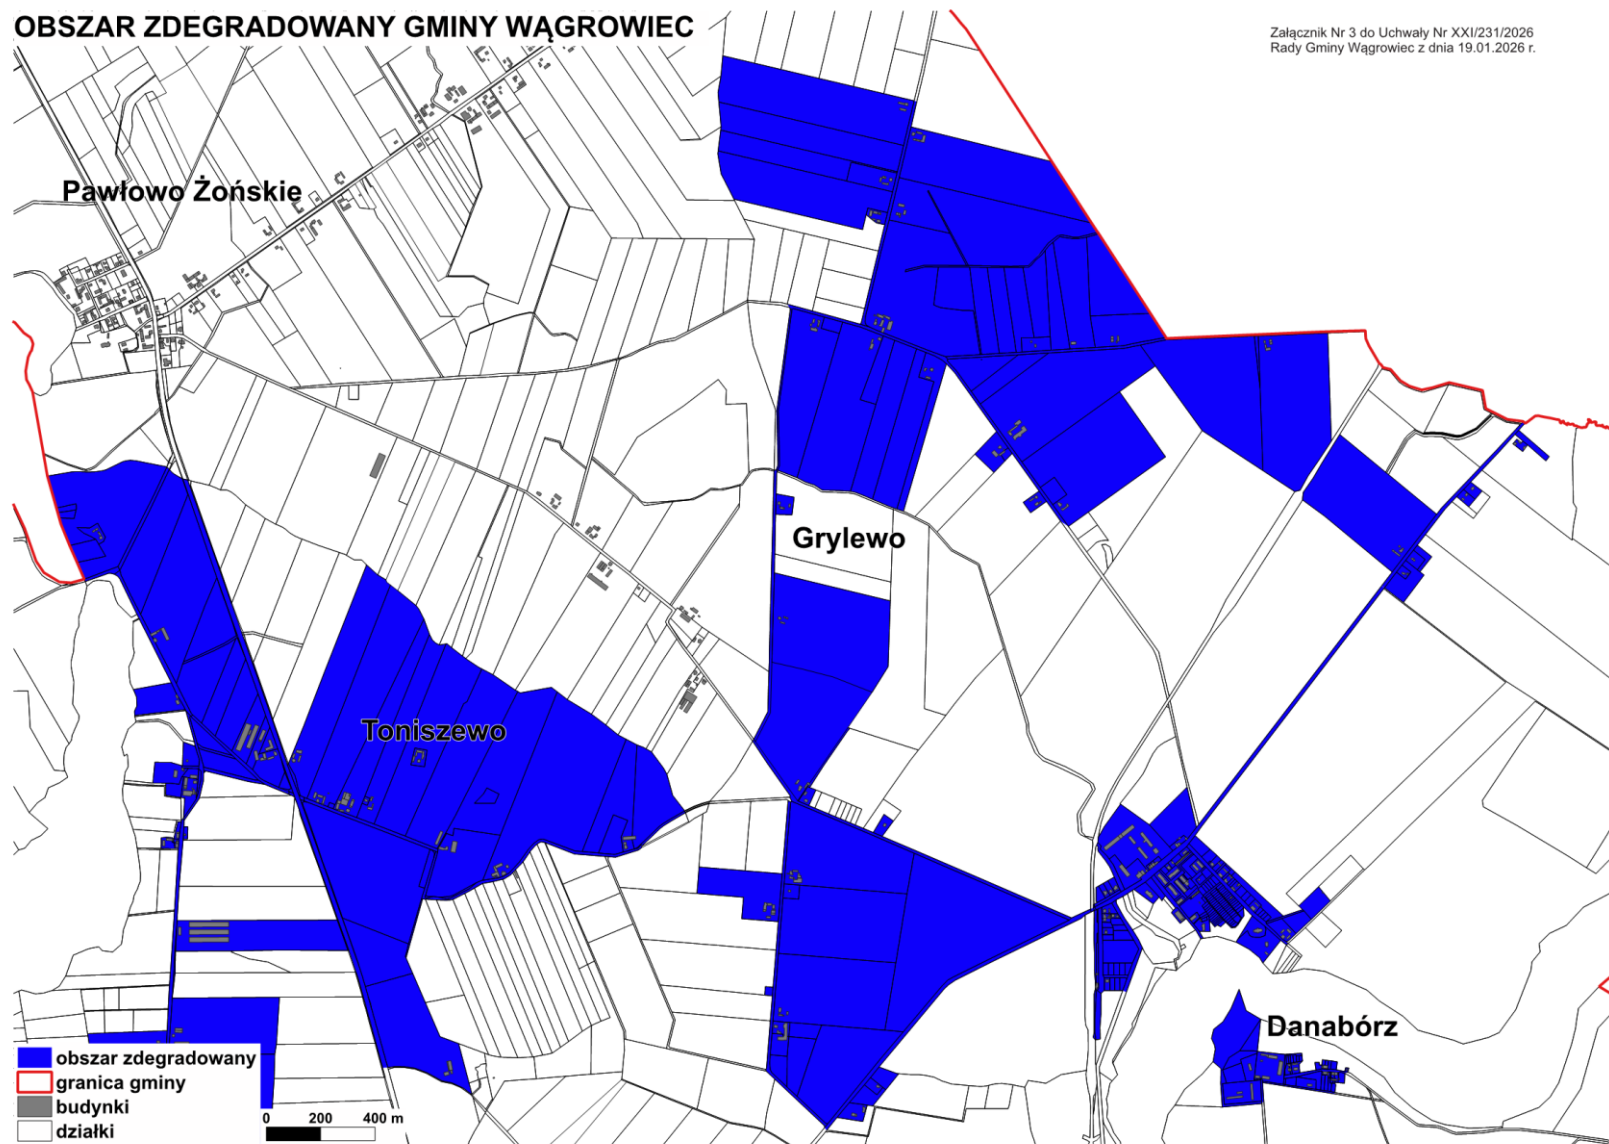 OBSZAR ZDEGRADOWANY GMINY WĄGROWIEC
Załącznik Nr 3 do Uchwały Nr XXI/231/2026
Rady Gminy Wągrowiec z dnia 19.01.2026 r.
Pawłowo Żońskie
Grylewo
Toniszewo
Danabórz
obszar zdegradowany
granica gminy
budynki
działki
0 200 400 m